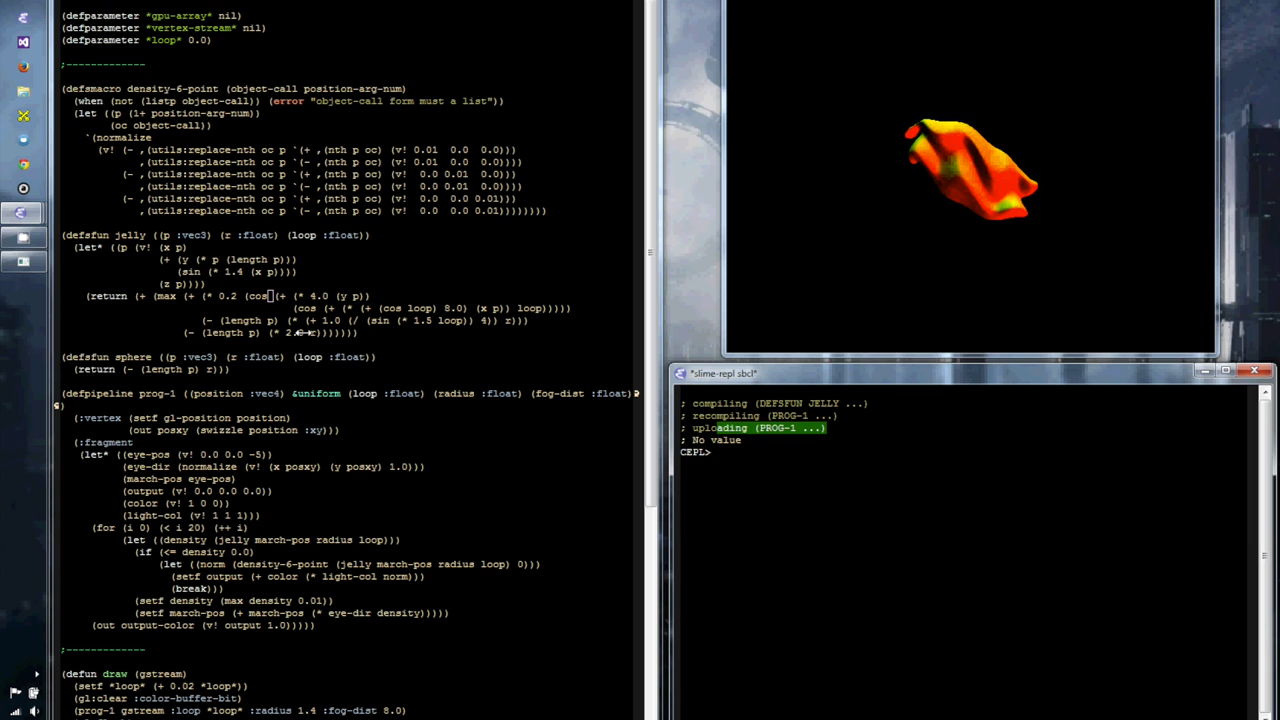 (defparameter *gpu-array* nil)
(defparameter *vertex-stream* nil)
(defparameter *loop* 0.0)
;-------------
(defsmacro density-6-point (object-call position-arg-num)
(when (not (listp object-call)) (error "object-call form must a list"))
(let ((p (1+ position-arg-num))
(oc object-call))
`(normalize
(v! (- ,(utils:replace-nth oc p `(+ ,(nth p oc) (v! 0.01 0.0 0.0)))
,(utils:replace-nth oc p `(- ,(nth p oc) (v! 0.01 0.0 0.0))))
(- ,(utils:replace-nth oc p `(+ ,(nth p oc) (v! 0.0 0.01 0.0)))
,(utils:replace-nth oc p `(- ,(nth p oc) (v! 0.0 0.01 0.0))))
(- ,(utils:replace-nth oc p `(+ ,(nth p oc) (v! 0.0 0.0 0.01)))
,(utils:replace-nth oc p `(- ,(nth p oc) (v! 0.0 0.0 0.01))))))))
(defsfun jelly ((p :vec3) (r :float) (loop :float))
(let* ((p (v! (x p)
(+ (y (* p (length p)))
(sin (* 1.4 (x p))))
(z p))))
(return (+ (max (+ (* 0.2 (cos (+ (* 4.0 (y p))
(cos (+ (* (+ (cos loop) 8.0) (x p)) loop)))))
(- (length p) (* (+ 1.0 (/ (sin (* 1.5 loop)) 4)) r)))
(- (length p) (* 2. r)))))))
(defsfun sphere ((p :vec3) (r :float) (loop :float))
(return (- (length p) r)))
(defpipeline prog-1 ((position :vec4) &uniform (loop :float) (radius :float) (fog-dist :float)
)
(:vertex (setf gl-position position)
(out posxy (swizzle position :xy)))
(:fragment
(let* ((eye-pos (v! 0.0 0.0 -5))
(eye-dir (normalize (v! (x posxy) (y posxy) 1.0)))
(march-pos eye-pos)
(output (v! 0.0 0.0 0.0))
(color (v! 1 0 0))
(light-col (v! 1 1 1)))
(for (i 0) (< i 20) (++ i)
(let ((density (jelly march-pos radius loop)))
(if (<= density 0.0)
(let ((norm (density-6-point (jelly march-pos radius loop) 0)))
(setf output (+ color (* light-col norm)))
(break)))
(setf density (max density 0.01))
(setf march-pos (+ march-pos (* eye-dir density)))))
(out output-color (v! output 1.0)))))
;-------------
(defun draw (gstream)
(setf *loop* (+ 0.02 *loop*))
(gl:clear :color-buffer-bit)
(prog-1 gstream :loop *loop* :radius 1.4 :fog-dist 8.0)
*slime-repl sbcl*
; compiling (DEFSFUN JELLY ...)
; recompiling (PROG-1 ...)
; uploading (PROG-1 ...)
; No value
CEPL>